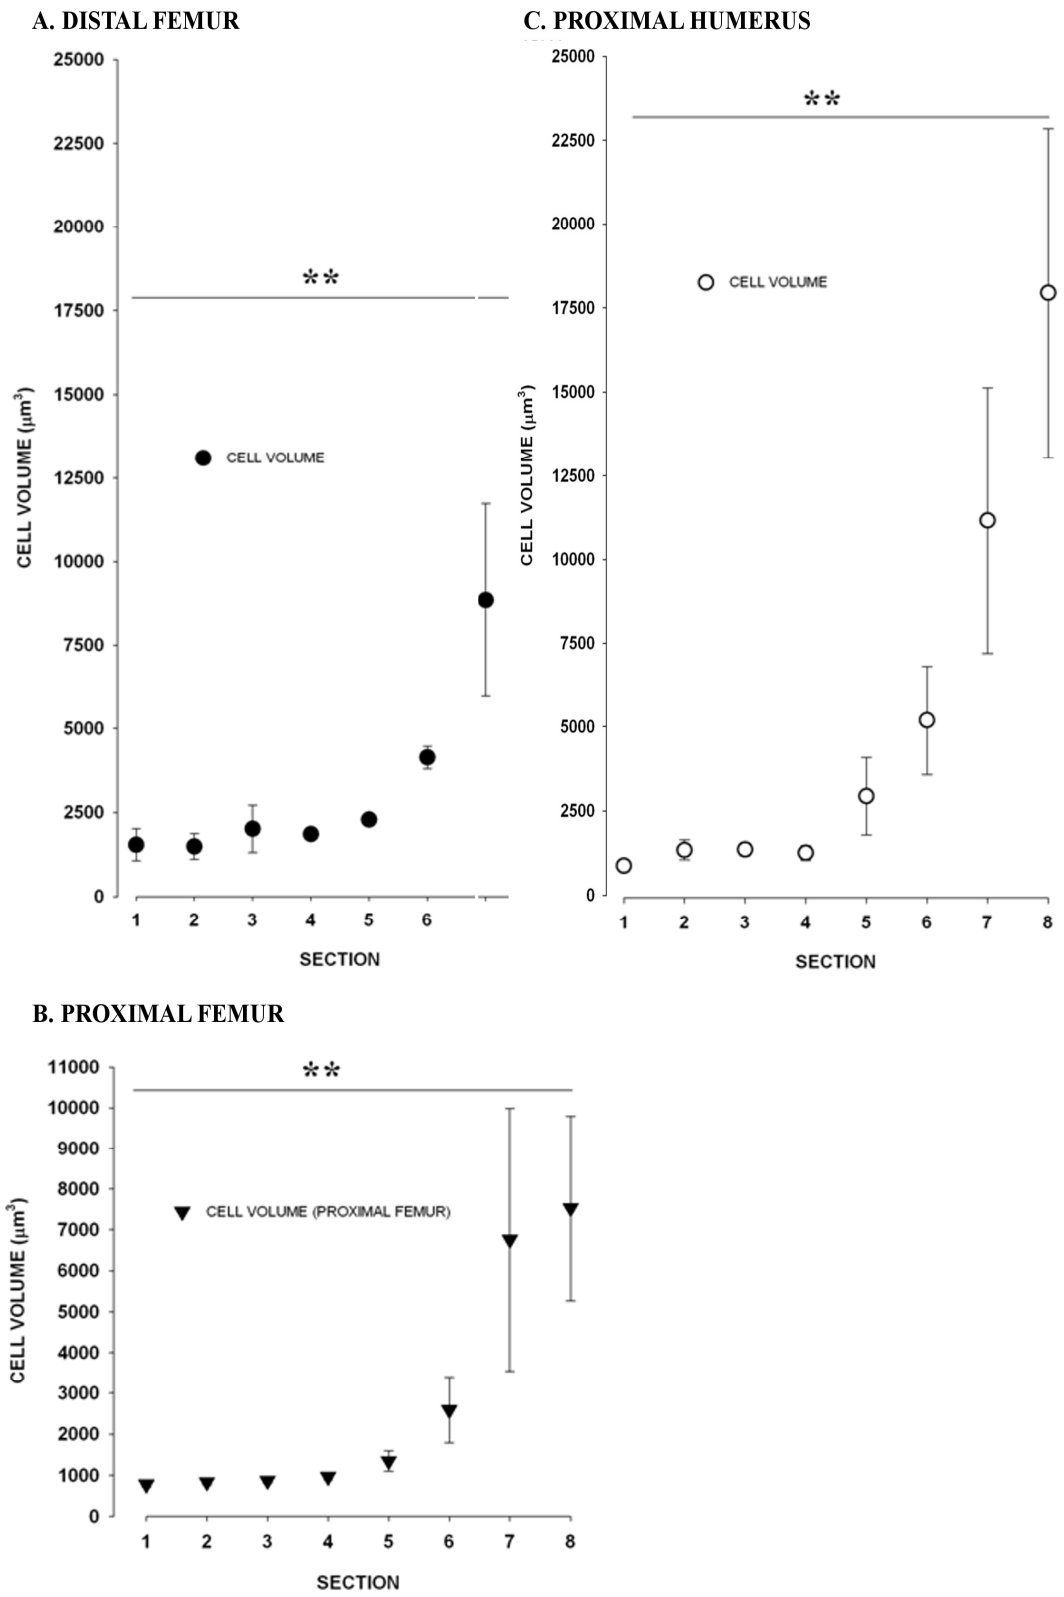 A. DISTAL FEMUR
25000
22500
20000
17500
15000
12500
10000
7500
5000
2500
0
CELL VOLUME (μm³)
**
CELL VOLUME
1 2 3 4 5 6
SECTION
C. PROXIMAL HUMERUS
25000
22500
20000
17500
15000
12500
10000
7500
5000
2500
0
CELL VOLUME (μm³)
**
CELL VOLUME
1 2 3 4 5 6 7 8
SECTION
B. PROXIMAL FEMUR
11000
10000
9000
8000
7000
6000
5000
4000
3000
2000
1000
0
CELL VOLUME (μm³)
**
CELL VOLUME (PROXIMAL FEMUR)
1 2 3 4 5 6 7 8
SECTION